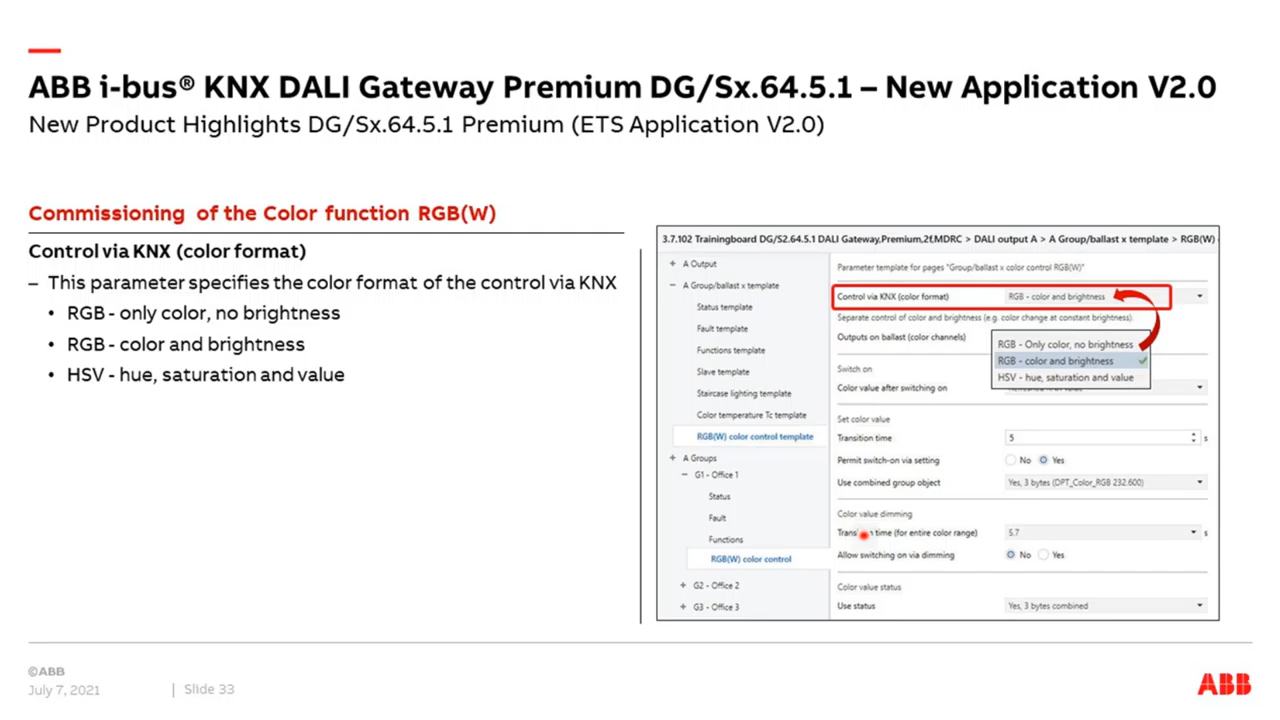 ABB i-bus® KNX DALI Gateway Premium DG/Sx.64.5.1 – New Application V2.0
New Product Highlights DG/Sx.64.5.1 Premium (ETS Application V2.0)
Commissioning of the Color function RGB(W)
Control via KNX (color format)
– This parameter specifies the color format of the control via KNX
• RGB - only color, no brightness
• RGB - color and brightness
• HSV - hue, saturation and value
3.7.102 Trainingboard DG/S2.64.5.1 DALI Gateway,Premium,2f,MDRC > DALI output A > A Group/ballast x template > RGB(W)
+ A Output
– A Group/ballast x template
Status template
Fault template
Functions template
Slave template
Staircase lighting template
Color temperature Tc template
RGB(W) color control template
+ A Groups
– G1 - Office 1
Status
Fault
Functions
RGB(W) color control
+ G2 - Office 2
+ G3 - Office 3
Parameter template for pages "Group/ballast x color control RGB(W)"
Control via KNX (color format) RGB - color and brightness
Separate control of color and brightness (e.g. color change at constant brightness).
Outputs on ballast (color channels)
RGB - Only color, no brightness
RGB - color and brightness
HSV - hue, saturation and value
Switch on
Color value after switching on
Set color value
Transition time 5 s
Permit switch-on via setting No Yes
Use combined group object Yes, 3 bytes (DPT_Color_RGB 232.600)
Color value dimming
time (for entire color range) 5.7 s
Allow switching on via dimming No Yes
Color value status
Use status Yes, 3 bytes combined
©ABB
July 7, 2021 | Slide 33
ABB